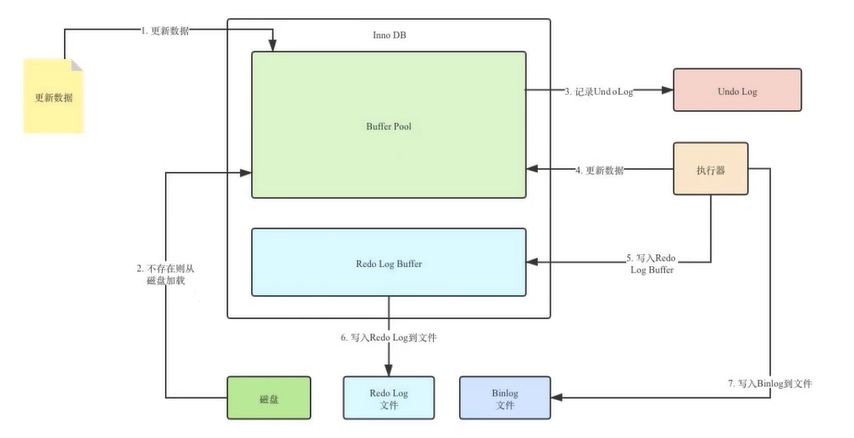 1. 更新数据
Inno DB
更新数据
Buffer Pool
3. 记录UndoLog
Undo Log
4. 更新数据
执行器
2. 不存在则从
磁盘加载
Redo Log Buffer
5. 写入Redo
Log Buffer
6. 写入Redo Log到文件
7. 写入Binlog到文件
磁盘
Redo Log
文件
Binlog
文件